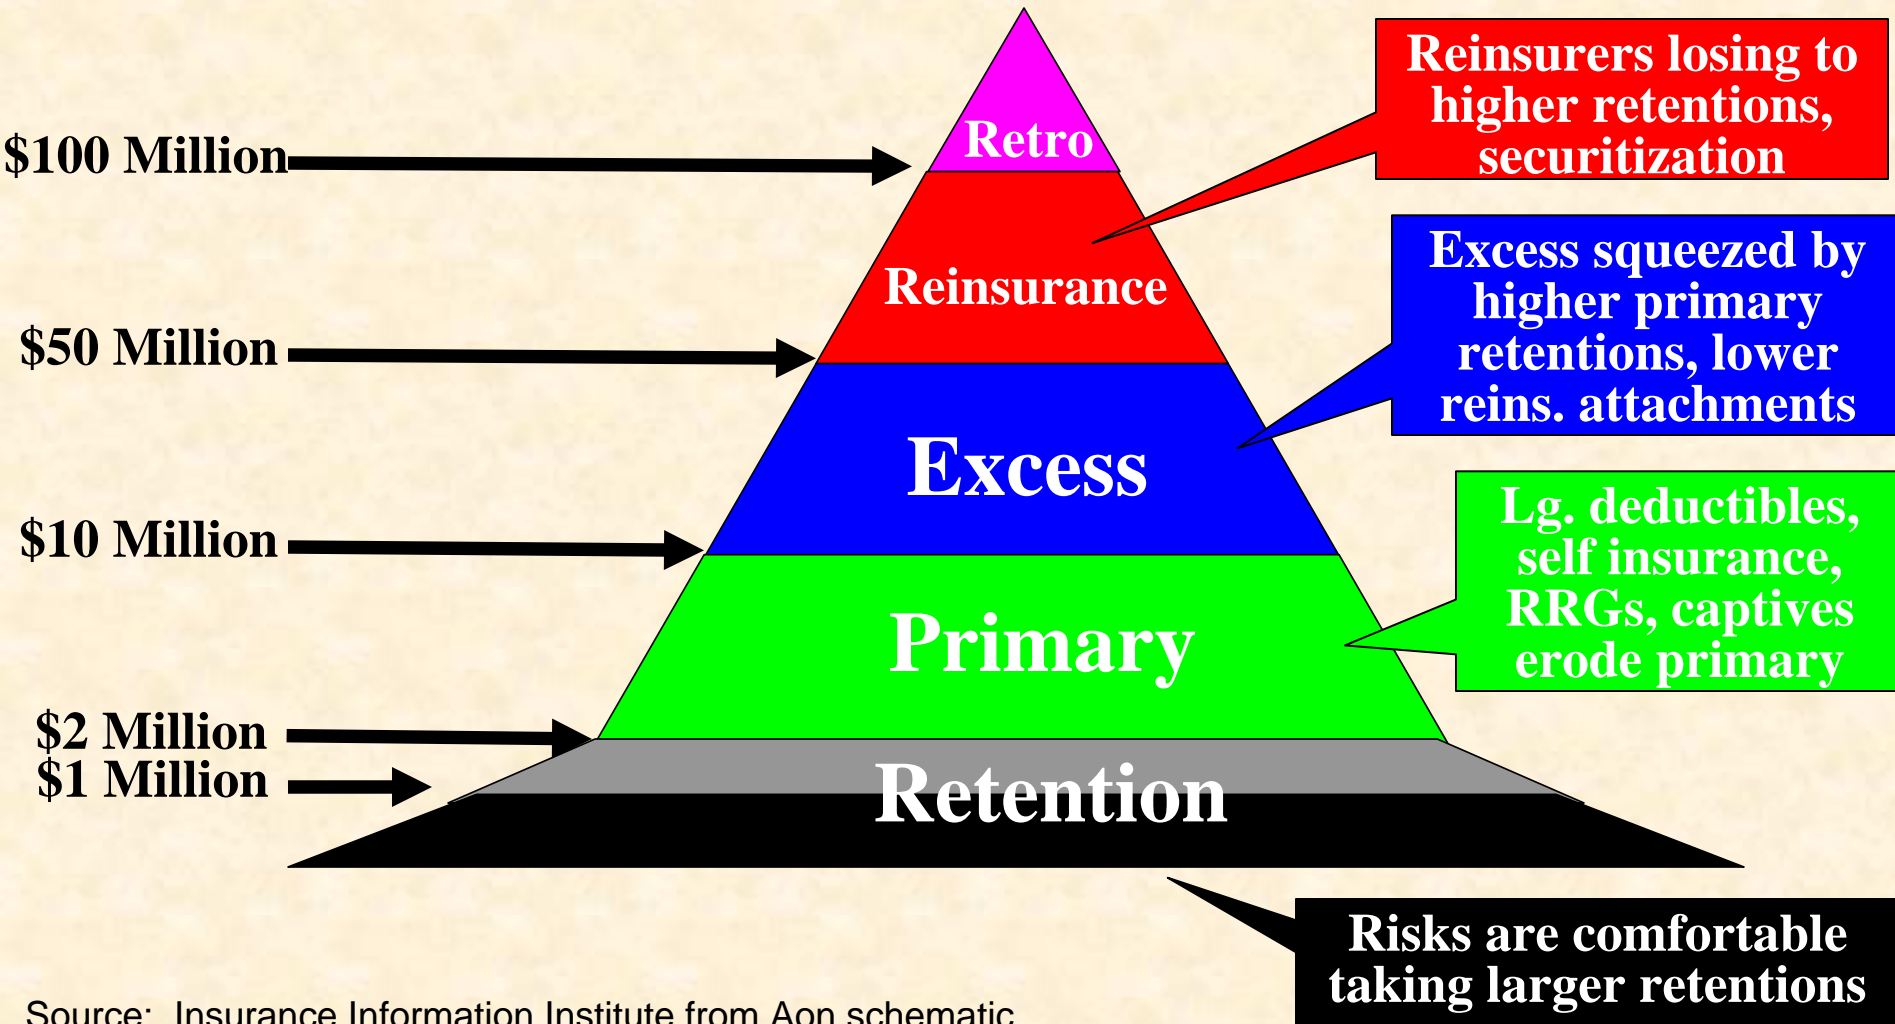 $100 Million
$50 Million
$10 Million
$2 Million
$1 Million
Retro
Reinsurance
Excess
Primary
Retention
Reinsurers losing to
higher retentions,
securitization
Excess squeezed by
higher primary
retentions, lower
reins. attachments
Lg. deductibles,
self insurance,
RRGs, captives
erode primary
Risks are comfortable
taking larger retentions
Source:  Insurance Information Institute from Aon schematic